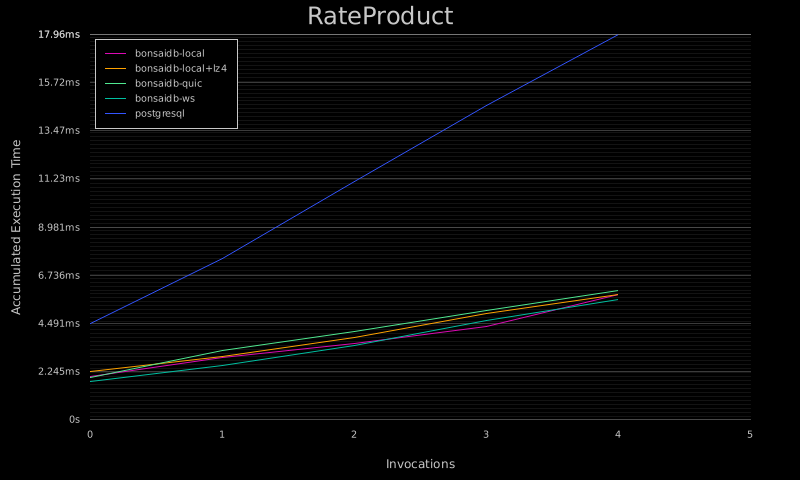 RateProduct
17.96ms
bonsaidb-local
bonsaidb-local+lz4
bonsaidb-quic
bonsaidb-ws
postgresql
15.72ms
13.47ms
11.23ms
8.981ms
6.736ms
4.491ms
2.245ms
0s
Accumulated Execution Time
0 1 2 3 4 5
Invocations